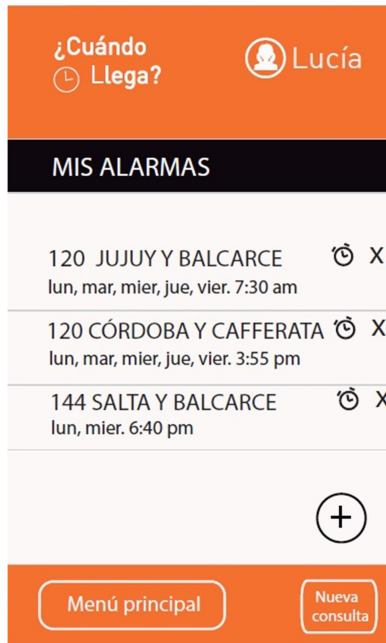 ¿Cuándo
Llega?
Lucía
MIS ALARMAS
120 JUJUY Y BALCARCE X
lun, mar, mier, jue, vier. 7:30 am
120 CÓRDOBA Y CAFFERATA X
lun, mar, mier, jue, vier. 3:55 pm
144 SALTA Y BALCARCE X
lun, mier. 6:40 pm
+
Menú principal
Nueva
consulta